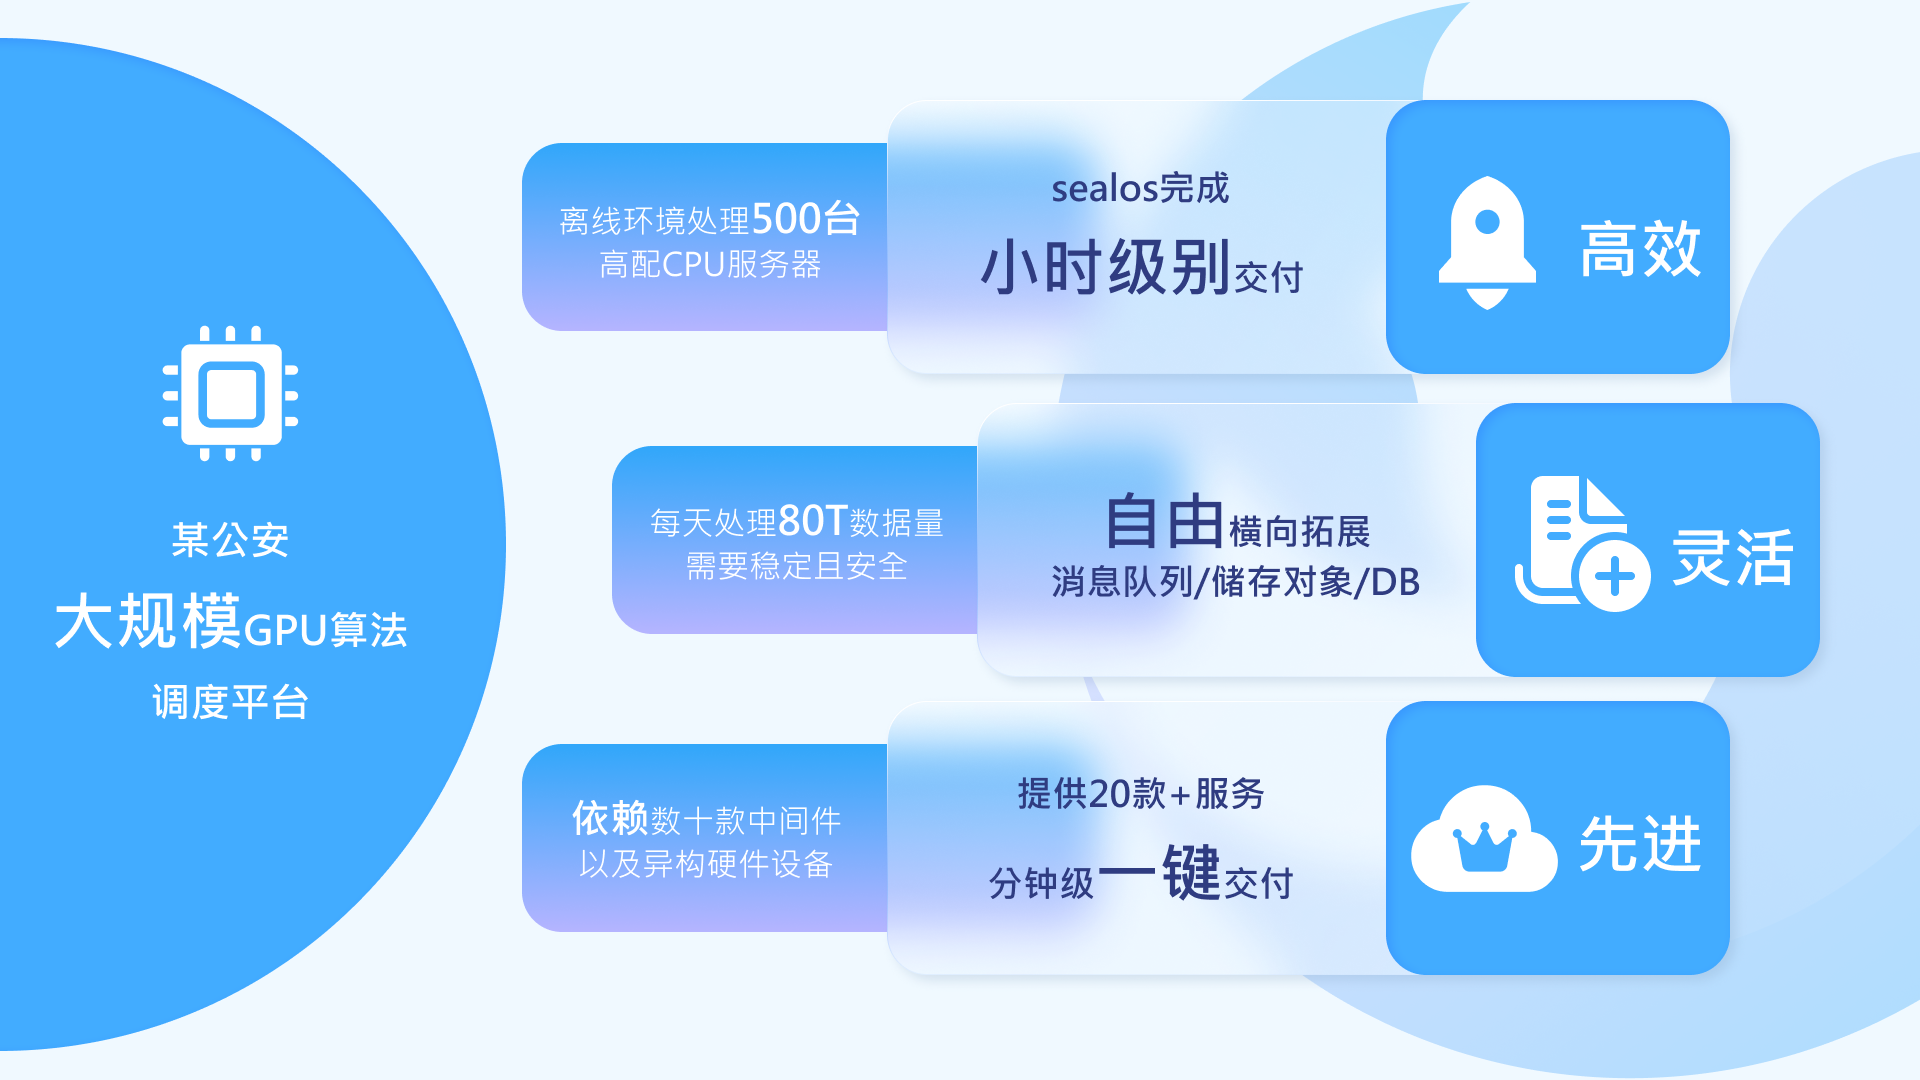 某公安
大规模GPU算法
调度平台
离线环境处理500台
高配CPU服务器
sealos完成
小时级别交付
高效
每天处理80T数据量
需要稳定且安全
自由横向拓展
消息队列/储存对象/DB
灵活
依赖数十款中间件
以及异构硬件设备
提供20款+服务
分钟级一键交付
先进